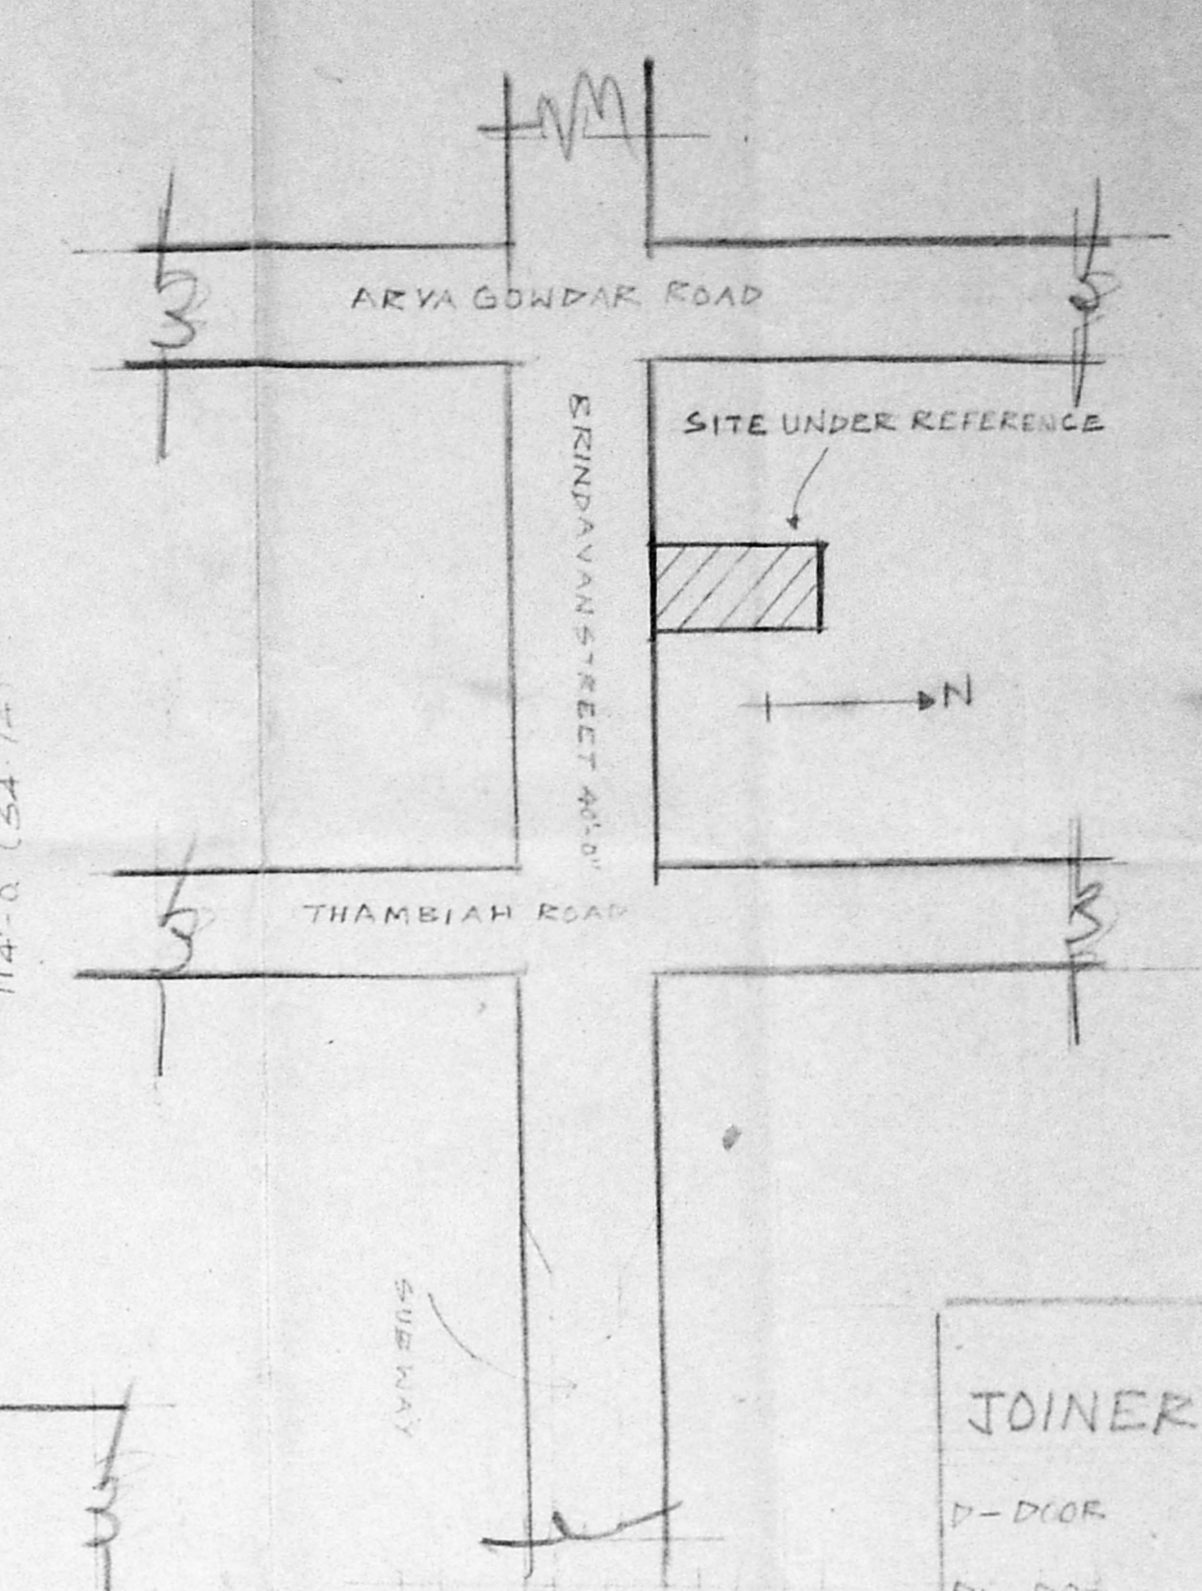 ARYA GOWDAR ROAD
SITE UNDER REFERENCE
BRINDAVAN STREET 40'-0"
N
THAMBIAH ROAD
SUBWAY
JOINER
D-DOOR